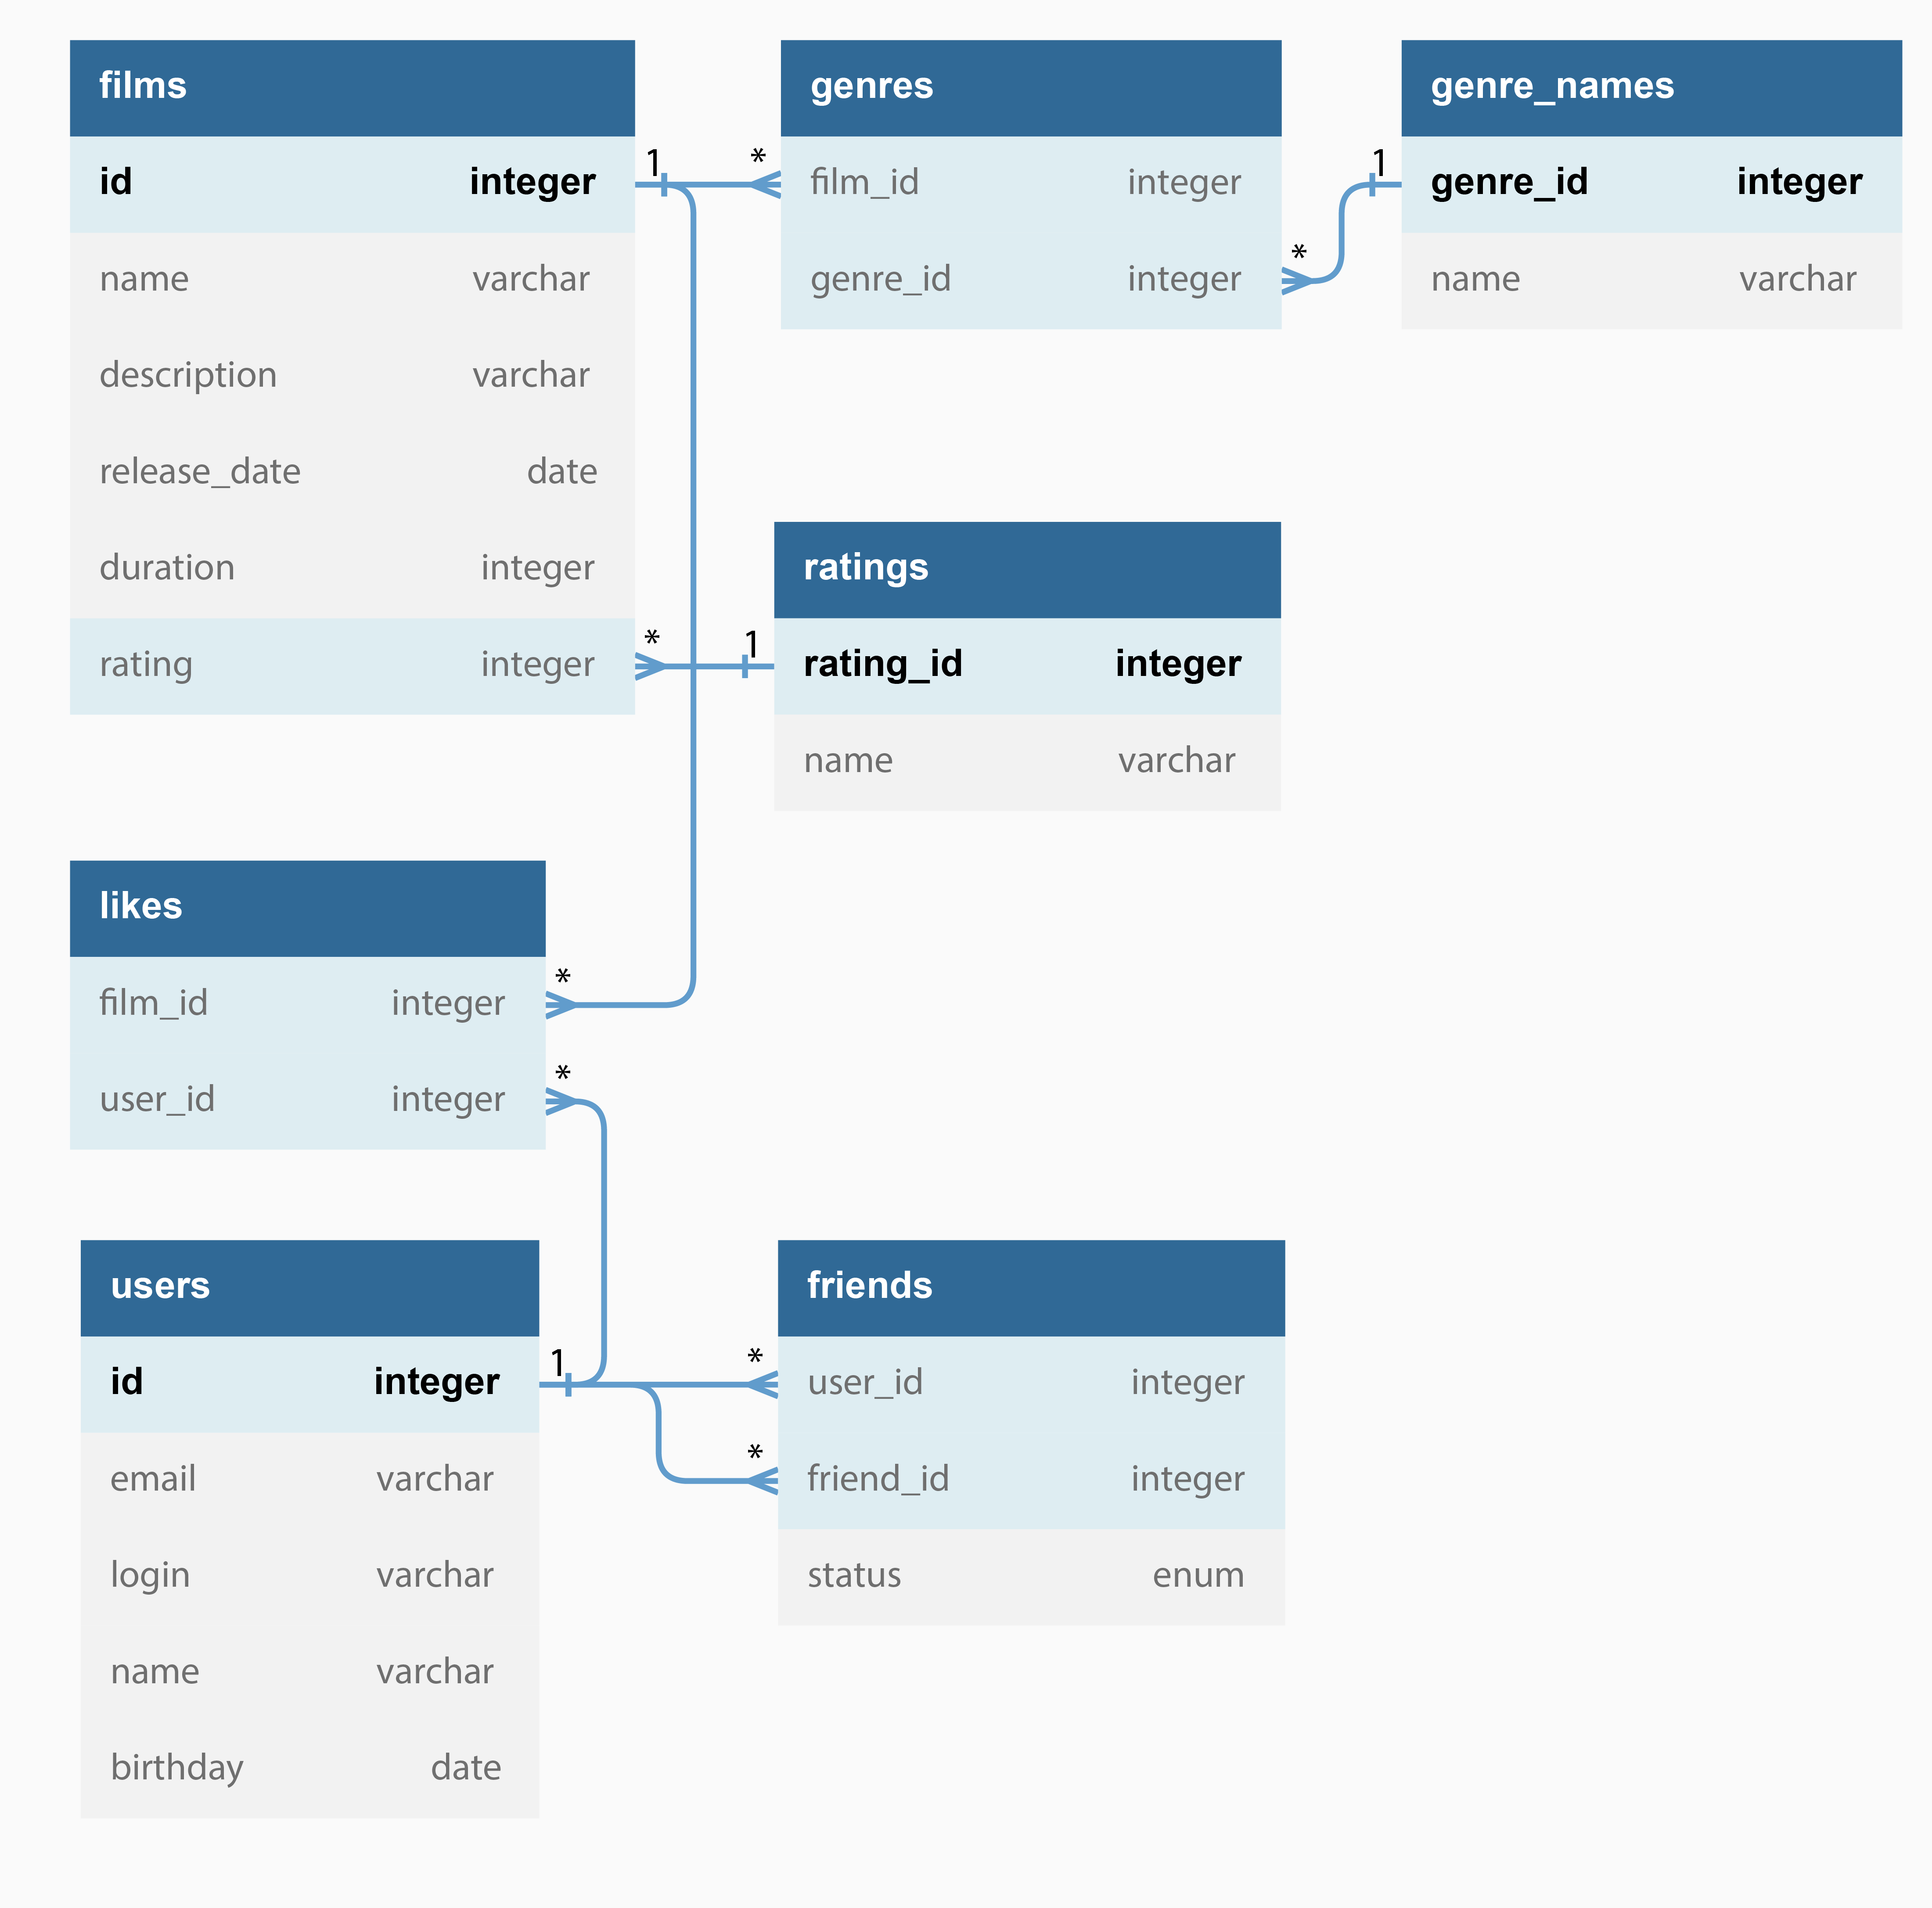 films
id integer
name varchar
description varchar
release_date date
duration integer
rating integer
1 *
genres
film_id integer
genre_id integer
* 1
genre_names
genre_id integer
name varchar
* 1
ratings
rating_id integer
name varchar
likes
film_id integer
user_id integer
*
*
users
id integer
email varchar
login varchar
name varchar
birthday date
1 *
*
friends
user_id integer
friend_id integer
status enum